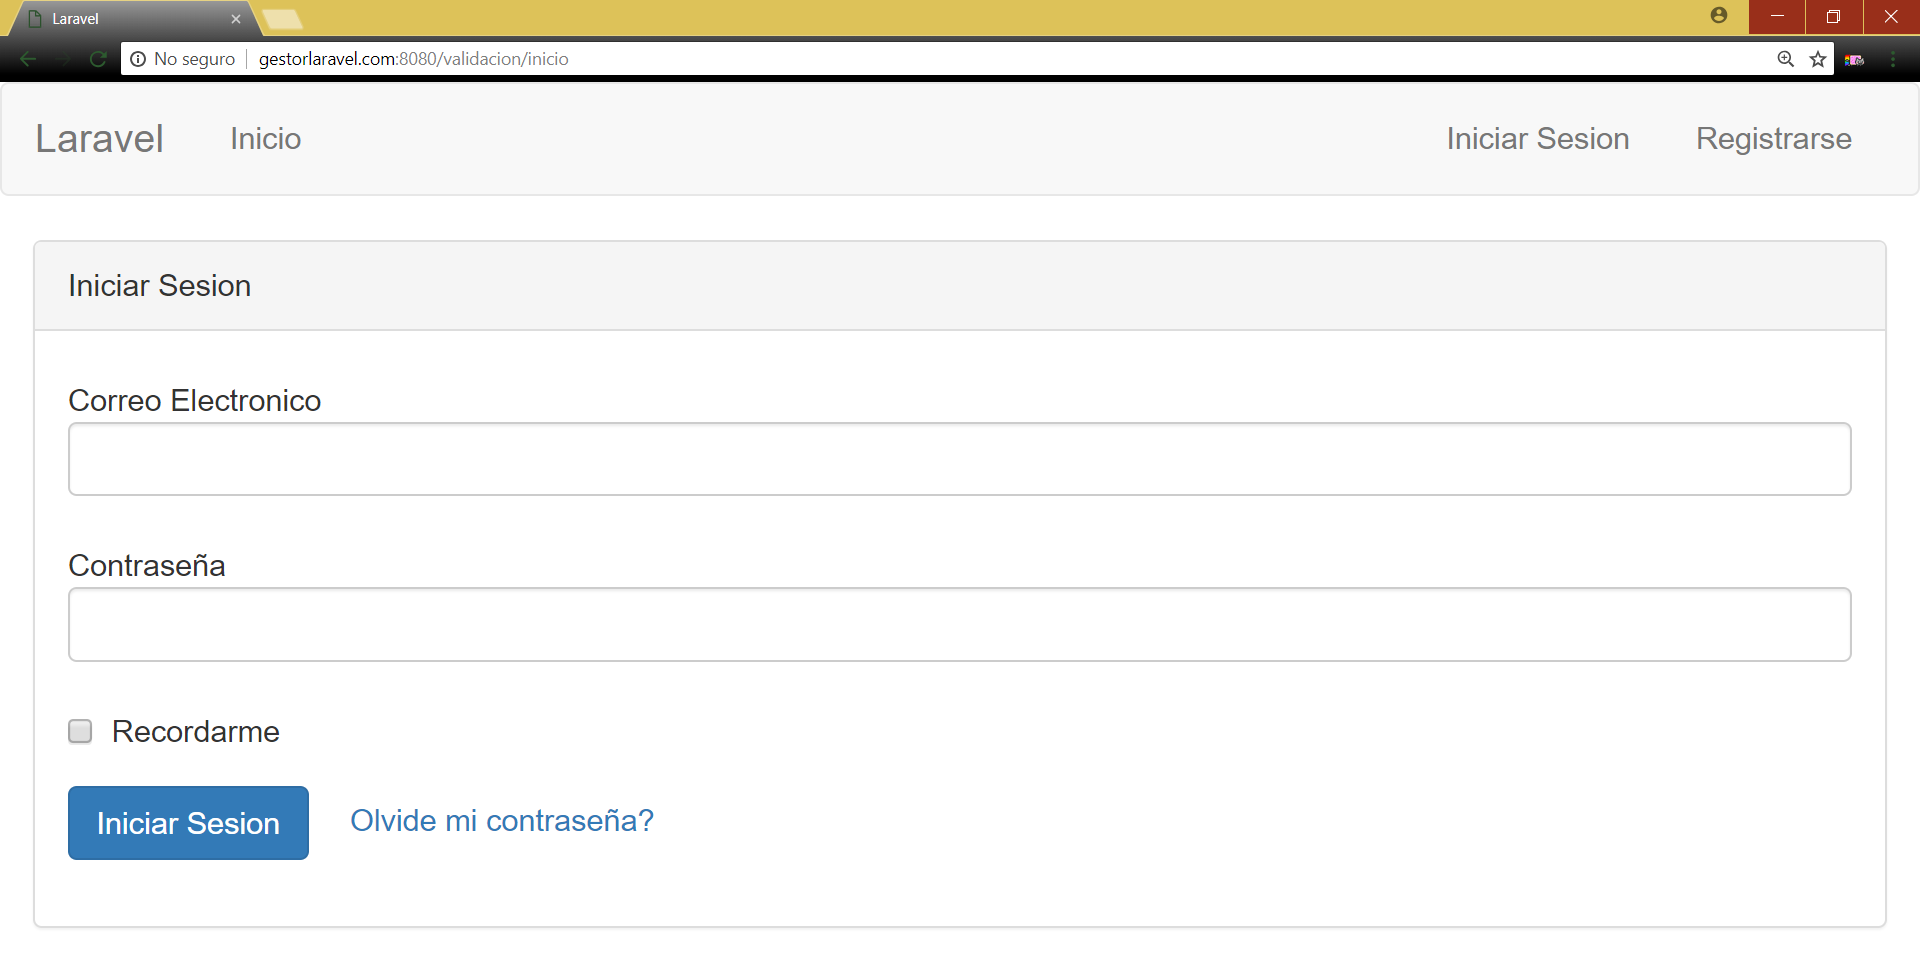 Laravel
No seguro gestorlaravel.com:8080/validacion/inicio
Laravel Inicio Iniciar Sesion Registrarse
Iniciar Sesion
Correo Electronico
Contraseña
Recordarme
Iniciar Sesion Olvide mi contraseña?